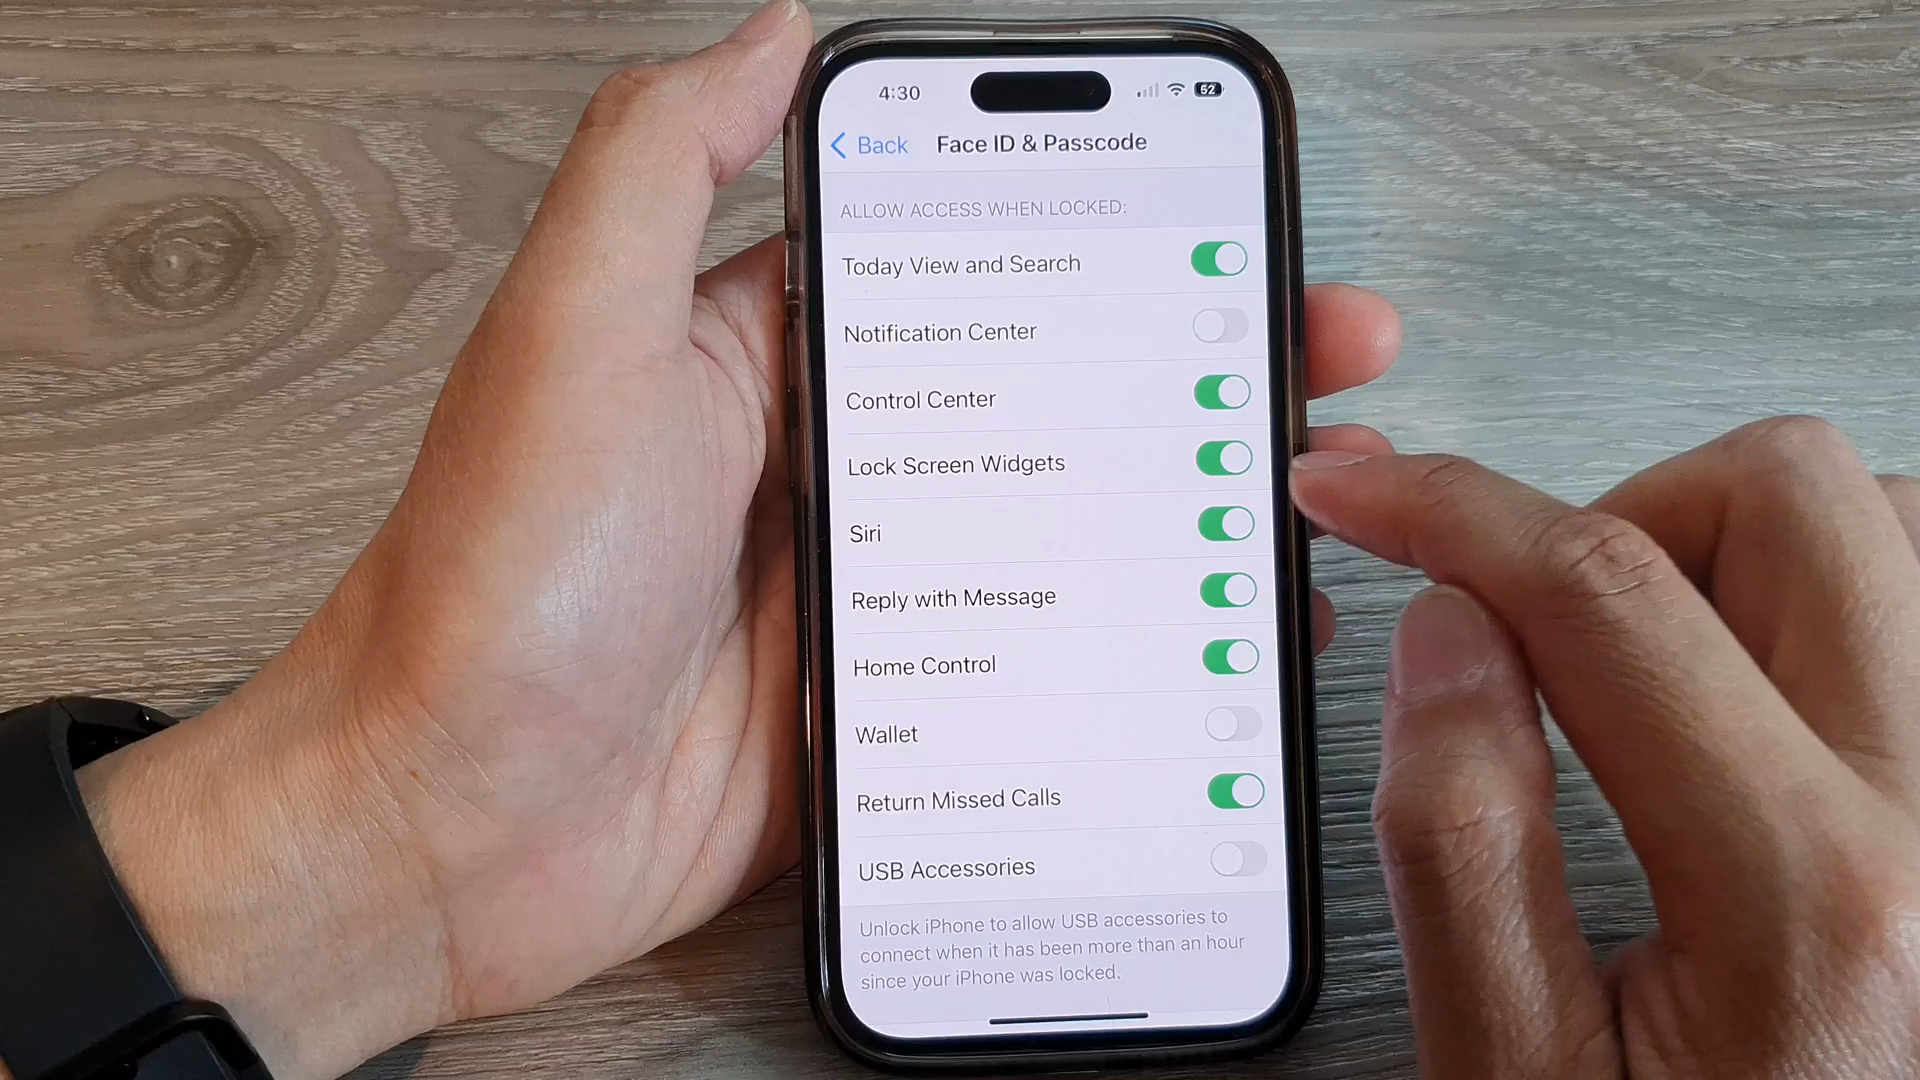 4:30
52
Back
Face ID & Passcode
ALLOW ACCESS WHEN LOCKED:
Today View and Search
Notification Center
Control Center
Lock Screen Widgets
Siri
Reply with Message
Home Control
Wallet
Return Missed Calls
USB Accessories
Unlock iPhone to allow USB accessories to
connect when it has been more than an hour
since your iPhone was locked.